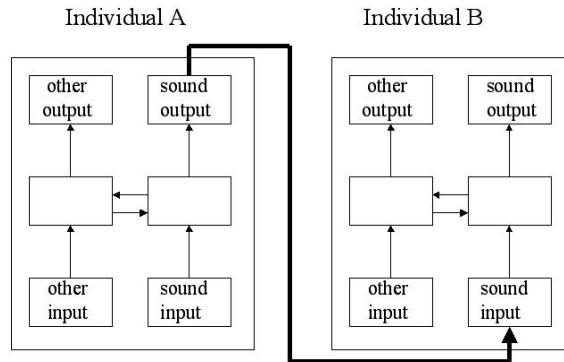 Individual A
Individual B
other
output
sound
output
other
output
sound
output
other
input
sound
input
other
input
sound
input